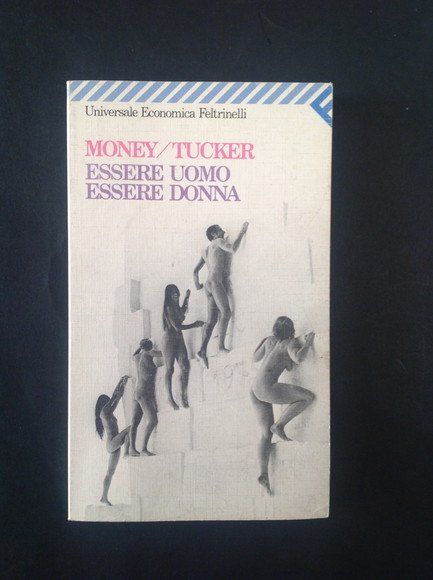 Universale Economica Feltrinelli
MONEY/TUCKER
ESSERE UOMO
ESSERE DONNA